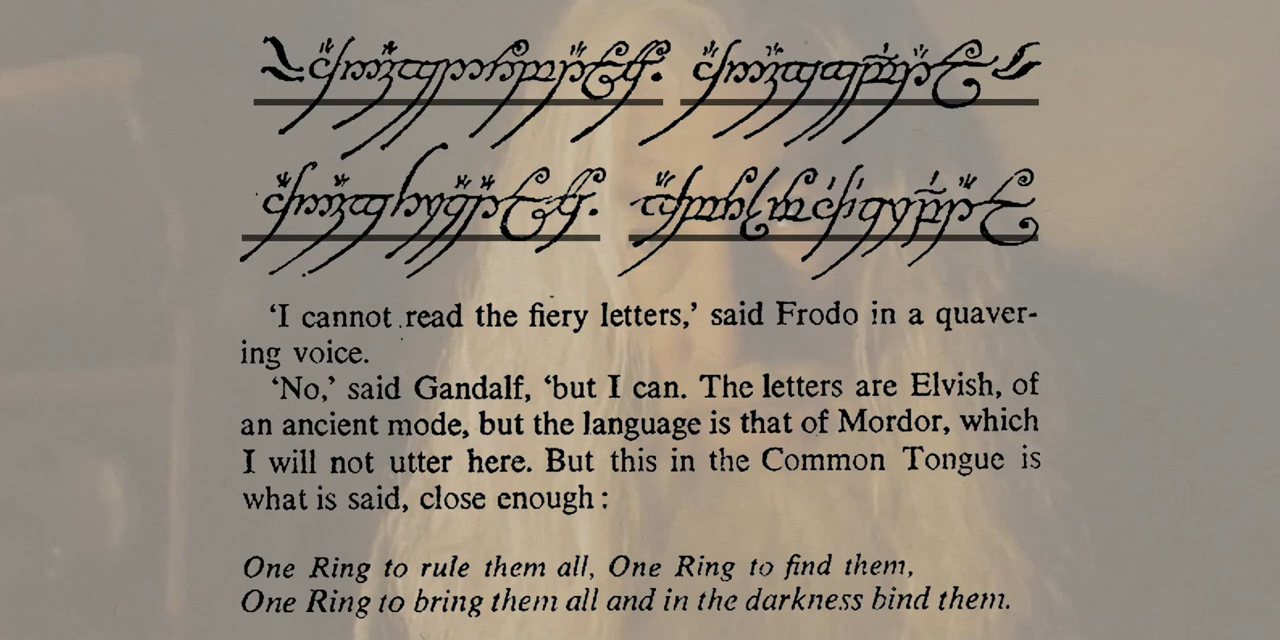 ‘I cannot read the fiery letters,’ said Frodo in a quaver-
ing voice.
‘No,’ said Gandalf, ‘but I can. The letters are Elvish, of
an ancient mode, but the language is that of Mordor, which
I will not utter here. But this in the Common Tongue is
what is said, close enough:
One Ring to rule them all, One Ring to find them,
One Ring to bring them all and in the darkness bind them.